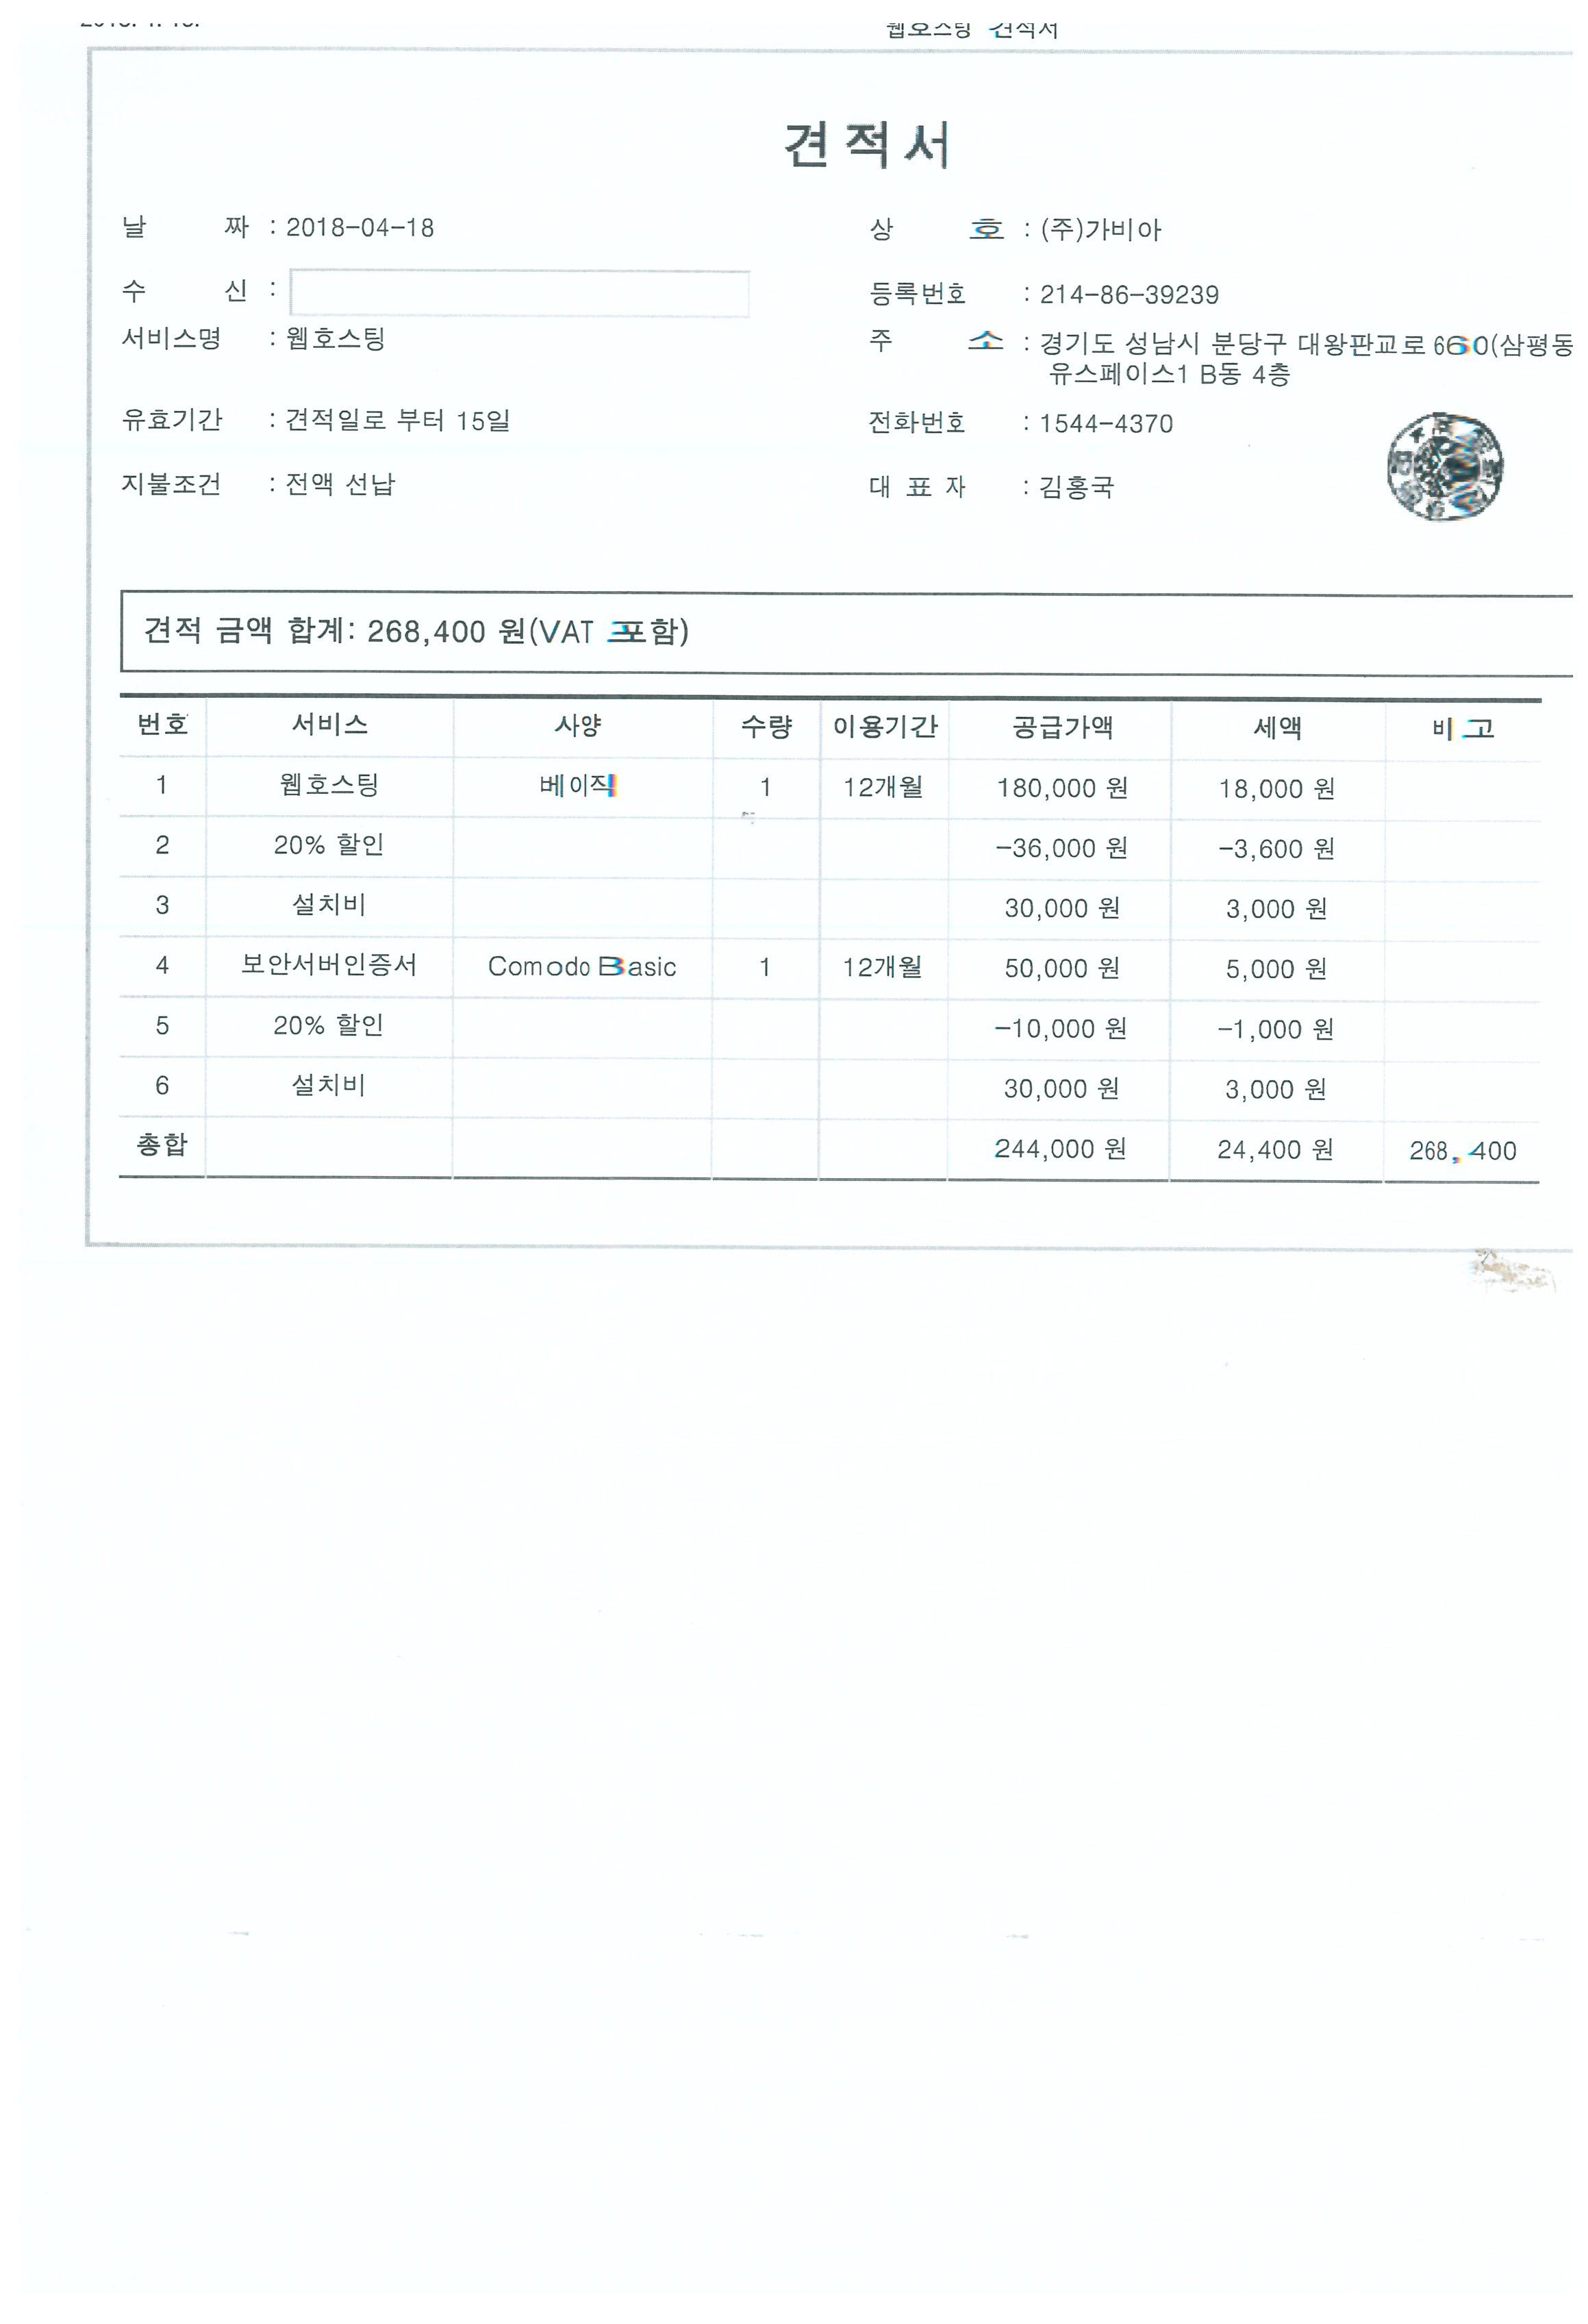 2018. 4. 18.
웹호스팅 견적서
견적서
날 짜 : 2018-04-18
상 호 : (주)가비아
수 신 :
등록번호 : 214-86-39239
서비스명 : 웹호스팅
주 소 : 경기도 성남시 분당구 대왕판교로 660(삼평동
유스페이스1 B동 4층
유효기간 : 견적일로 부터 15일
전화번호 : 1544-4370
지불조건 : 전액 선납
대 표 자 : 김홍국
견적 금액 합계: 268,400 원(VAT 포함)
번호 서비스 사양 수량 이용기간 공급가액 세액 비 고
1 웹호스팅 베이직 1 12개월 180,000 원 18,000 원
2 20% 할인 -36,000 원 -3,600 원
3 설치비 30,000 원 3,000 원
4 보안서버인증서 Comodo Basic 1 12개월 50,000 원 5,000 원
5 20% 할인 -10,000 원 -1,000 원
6 설치비 30,000 원 3,000 원
총합 244,000 원 24,400 원 268,400